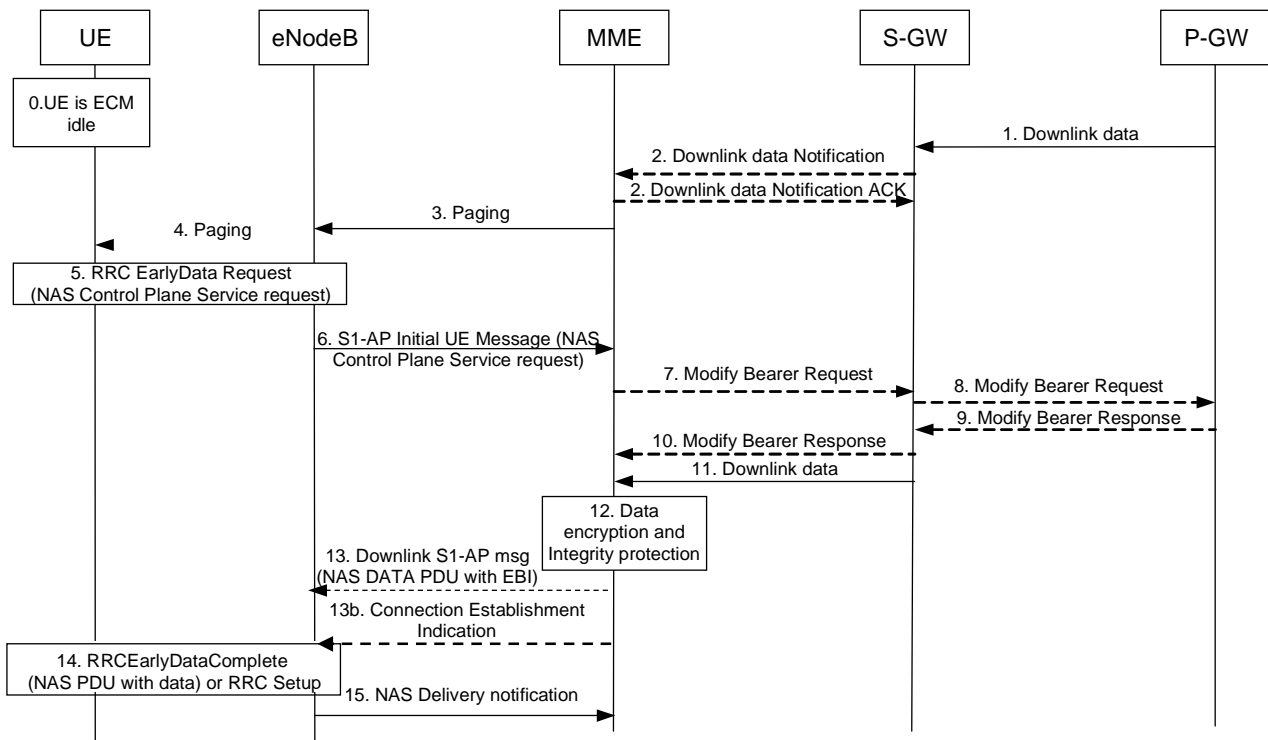 UE
eNodeB
MME
S-GW
P-GW
0.UE is ECM
idle
1. Downlink data
2. Downlink data Notification
2. Downlink data Notification ACK
3. Paging
4. Paging
5. RRC EarlyData Request
(NAS Control Plane Service request)
6. S1-AP Initial UE Message (NAS
Control Plane Service request)
7. Modify Bearer Request
8. Modify Bearer Request
9. Modify Bearer Response
10. Modify Bearer Response
11. Downlink data
12. Data
encryption and
Integrity protection
13. Downlink S1-AP msg
(NAS DATA PDU with EBI)
13b. Connection Establishment
Indication
14. RRCEarlyDataComplete
(NAS PDU with data) or RRC Setup
15. NAS Delivery notification